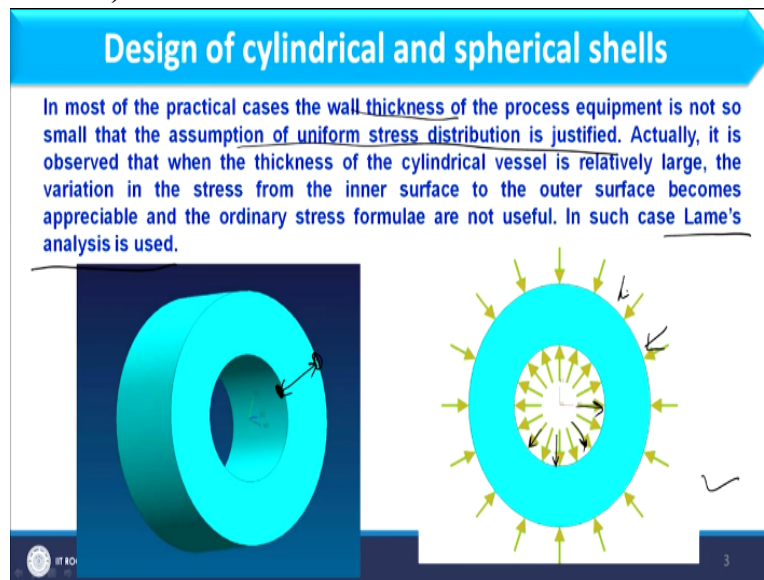 Design of cylindrical and spherical shells
In most of the practical cases the wall thickness of the process equipment is not so
small that the assumption of uniform stress distribution is justified. Actually, it is
observed that when the thickness of the cylindrical vessel is relatively large, the
variation in the stress from the inner surface to the outer surface becomes
appreciable and the ordinary stress formulae are not useful. In such case Lame's
analysis is used.
IIT RO
3